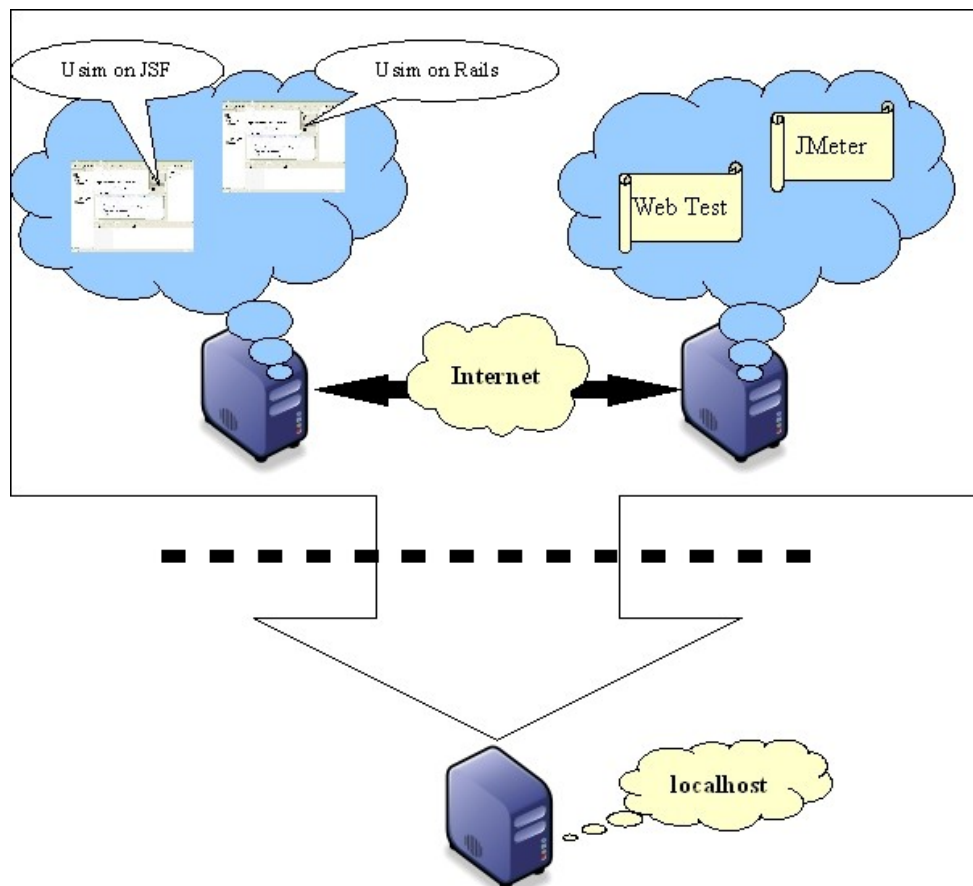 Usim on JSF
Usim on Rails
JMeter
Web Test
Internet
localhost